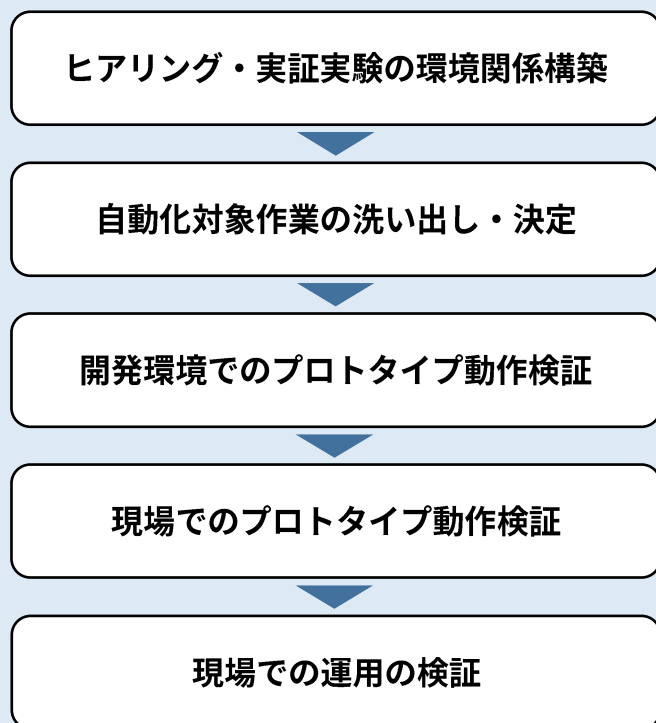 ヒアリング・実証実験の環境関係構築
自動化対象作業の洗い出し・決定
開発環境でのプロトタイプ動作検証
現場でのプロトタイプ動作検証
現場での運用の検証